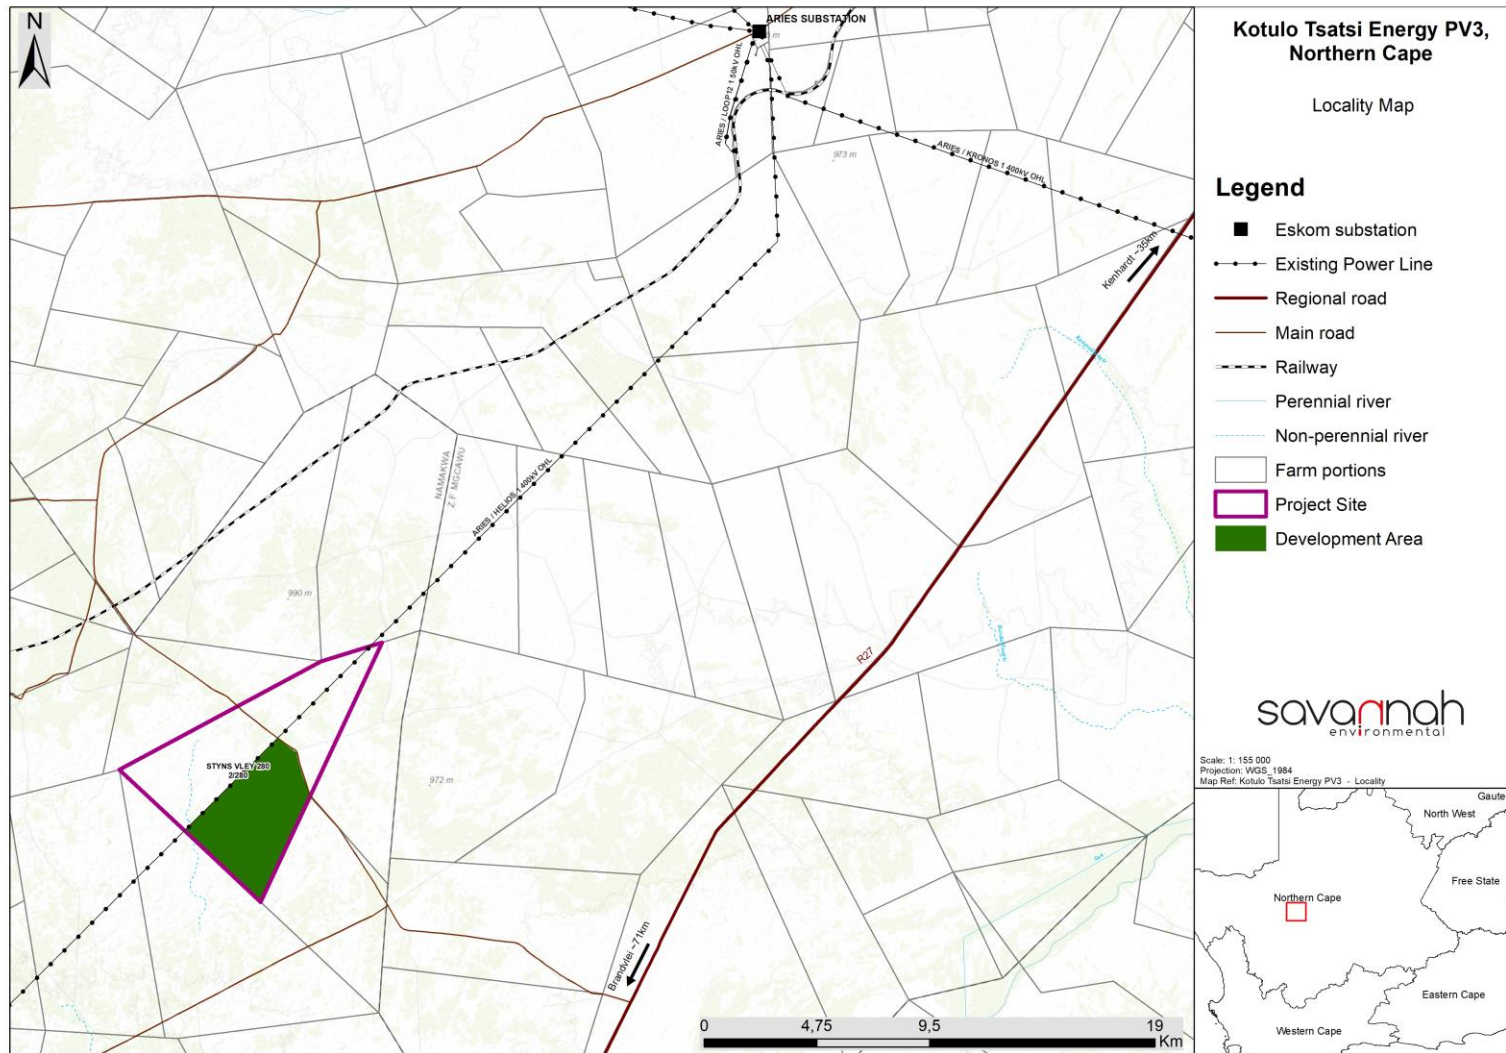 N
ARIES SUBSTATION
ARIES / LOOP12 1 50kV OHL
973 m
ARIES / KRONOS 1 400kV OHL
Kenhardt ~35km
NAMAKWA
Z F MGCAWU
ARIES / HELIOS 1 400kV OHL
990 m
R27
STYNS VLEY 280
2/280
972 m
Brandvlei ~71km
0 4,75 9,5 19
Km
Kotulo Tsatsi Energy PV3,
Northern Cape
Locality Map
Legend
Eskom substation
Existing Power Line
Regional road
Main road
Railway
Perennial river
Non-perennial river
Farm portions
Project Site
Development Area
savannah
environmental
Scale: 1: 155 000
Projection: WGS_1984
Map Ref: Kotulo Tsatsi Energy PV3 - Locality
Gaute
North West
Free State
Northern Cape
Eastern Cape
Western Cape